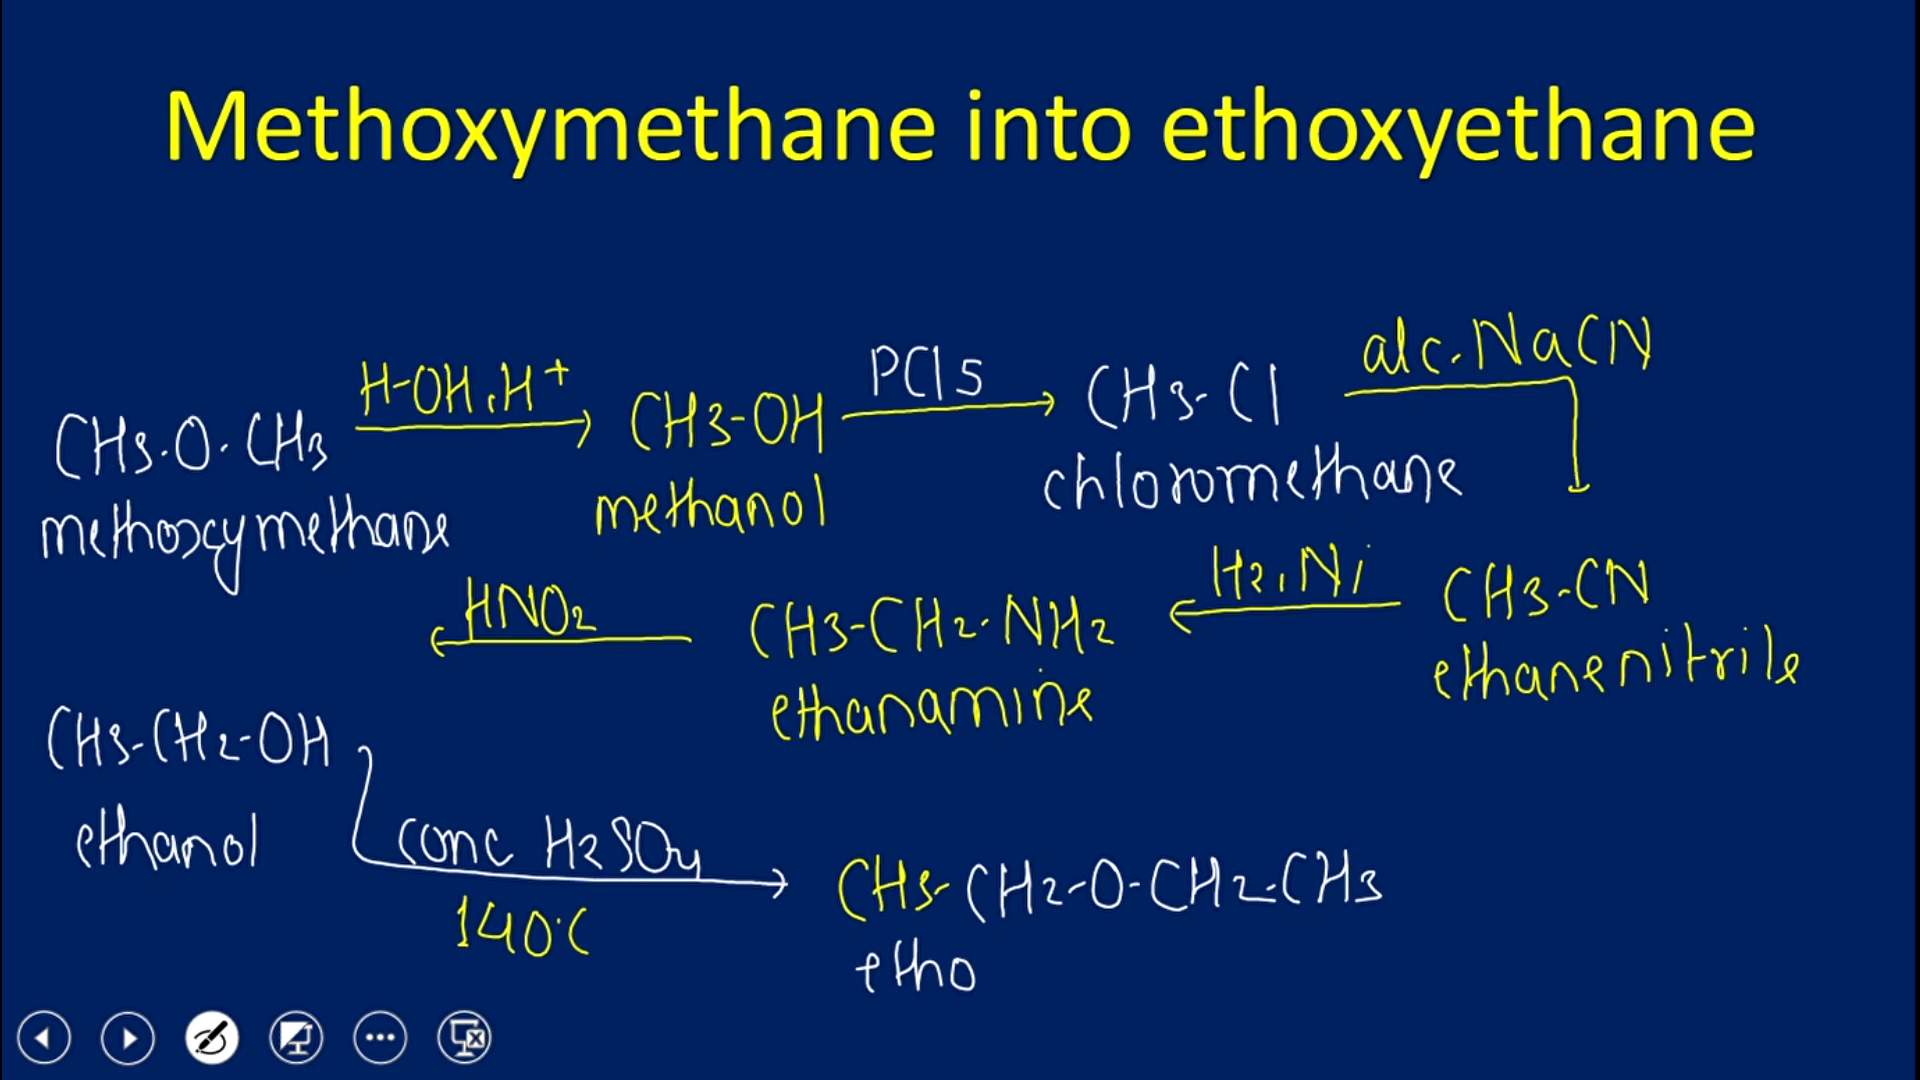 Methoxymethane into ethoxyethane
CH3-O-CH3 H-OH, H+ CH3-OH PCl5 CH3-Cl alc. NaCN
methoxymethane methanol chloromethane
HNO2 CH3-CH2-NH2 H2, Ni CH3-CN
ethanamine ethanenitrile
CH3-CH2-OH
ethanol conc H2SO4
140°C CH3-CH2-O-CH2-CH3
etho